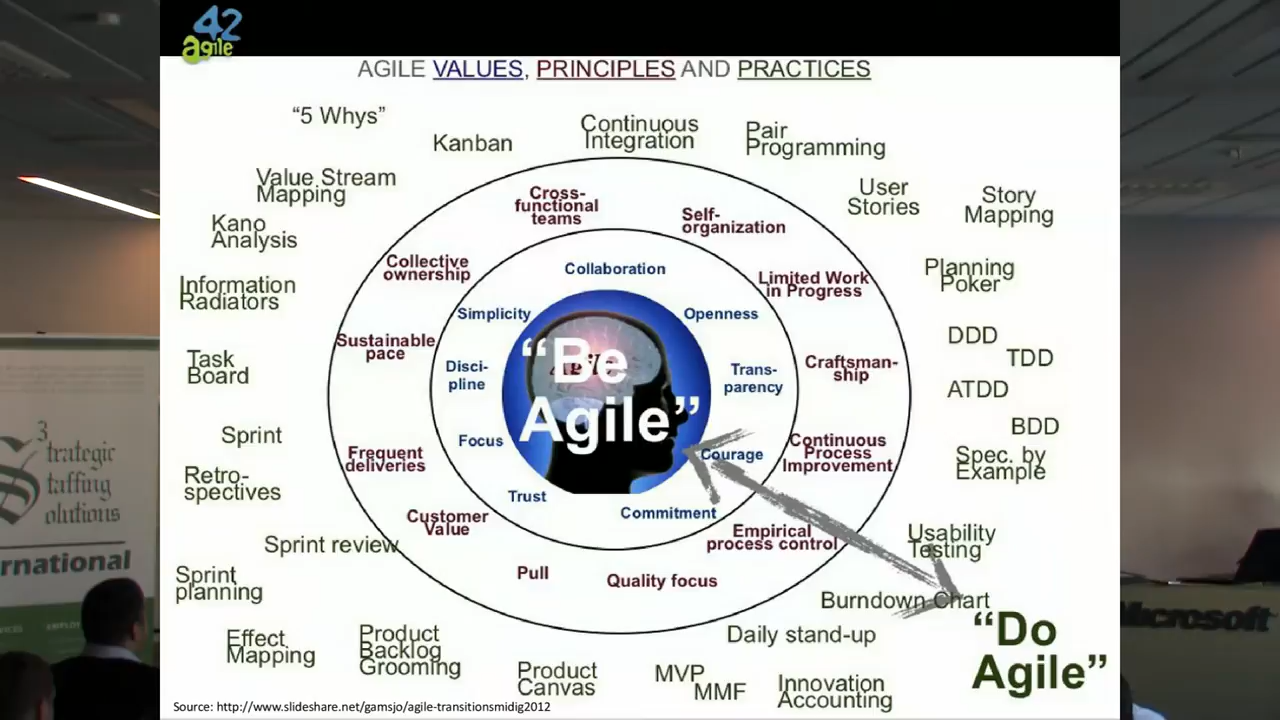 42
agile
AGILE VALUES, PRINCIPLES AND PRACTICES
“5 Whys”
Kanban
Continuous
Integration
Pair
Programming
Value Stream
Mapping
User
Stories
Story
Mapping
Kano
Analysis
Information
Radiators
Task
Board
Sprint
Retro-
spectives
Sprint review
Sprint
planning
Effect
Mapping
Product
Backlog
Grooming
Product
Canvas
MVP
MMF
Innovation
Accounting
Daily stand-up
Burndown Chart
Usability
Testing
Spec. by
Example
BDD
ATDD
TDD
DDD
Planning
Poker
Cross-
functional
teams
Self-
organization
Collective
ownership
Limited Work
in Progress
Sustainable
pace
Craftsman-
ship
Frequent
deliveries
Continuous
Process
Improvement
Customer
Value
Empirical
process control
Pull
Quality focus
Collaboration
Simplicity
Openness
Disci-
pline
Trans-
parency
Focus
Courage
Trust
Commitment
“Be
Agile”
“Do
Agile”
Source: http://www.slideshare.net/gamsjo/agile-transitionsmidig2012
3
Strategic
Staffing
Solutions
rnational
Microsoft